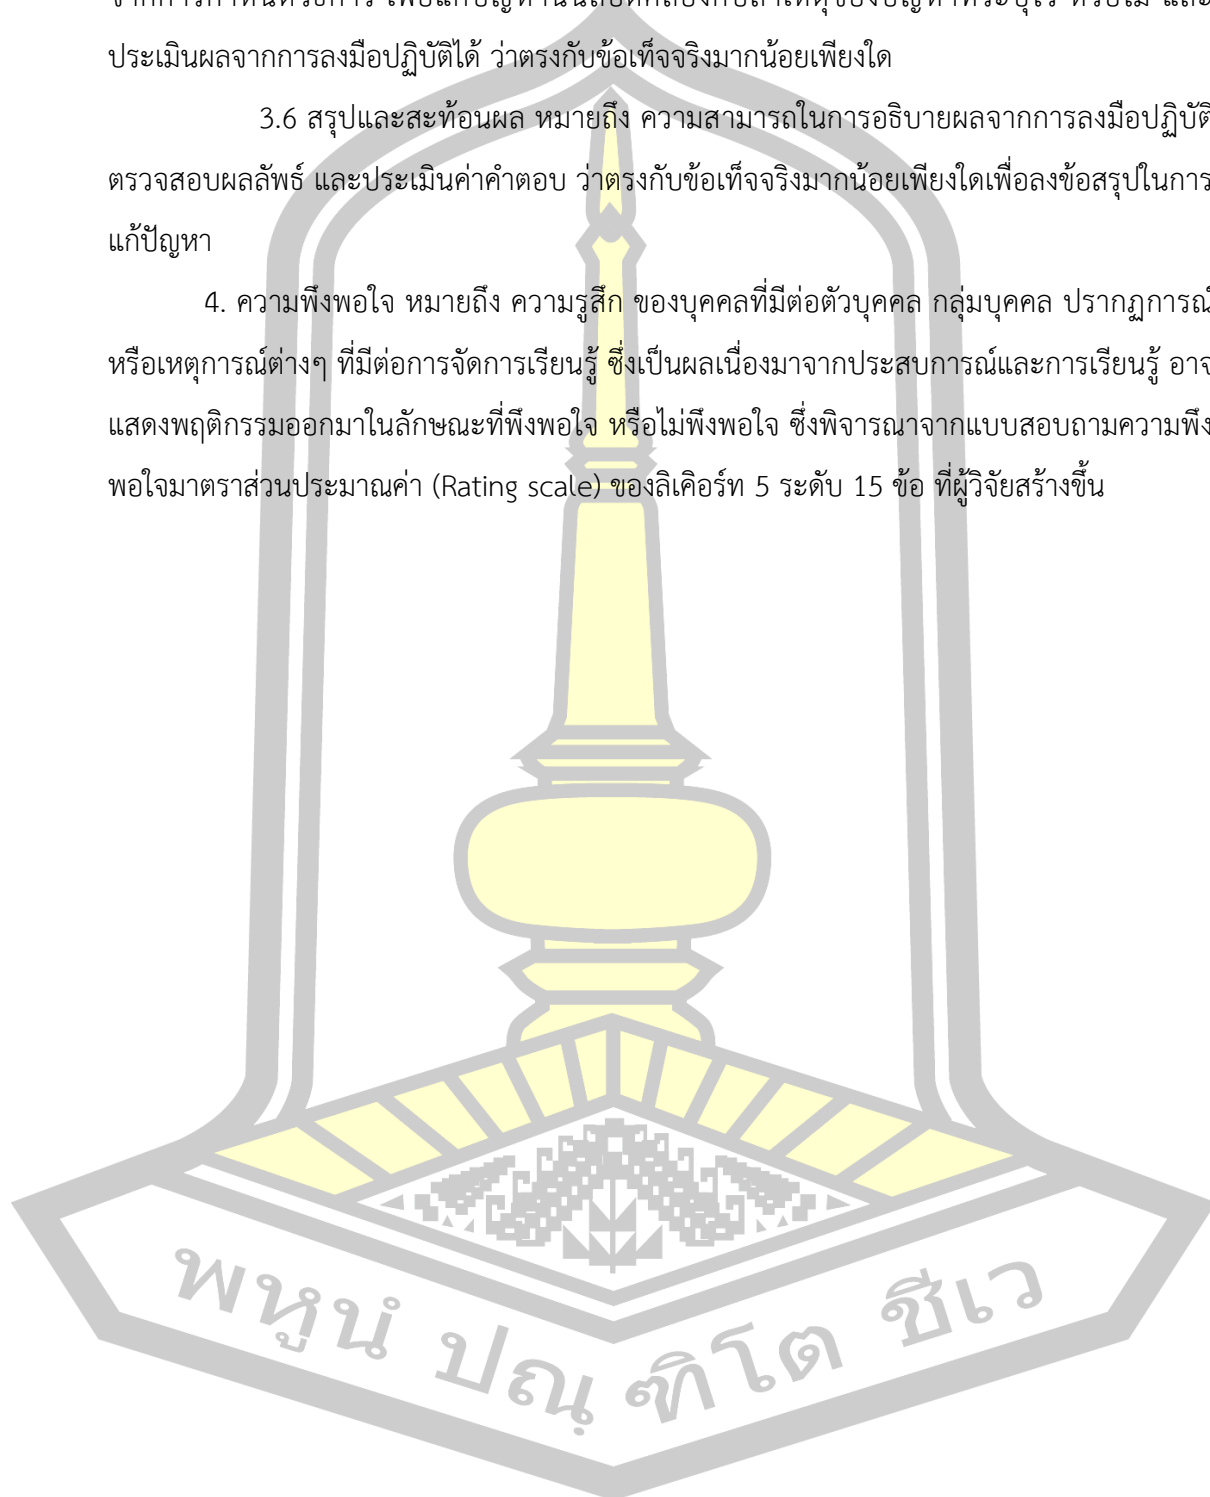 ประเมินผลจากการลงมือปฏิบัติได้ ว่าตรงกับข้อเท็จจริงมากน้อยเพียงใด
3.6 สรุปและสะท้อนผล หมายถึง ความสามารถในการอธิบายผลจากการลงมือปฏิบัติ
ตรวจสอบผลลัพธ์ และประเมินค่าคำตอบ ว่าตรงกับข้อเท็จจริงมากน้อยเพียงใดเพื่อลงข้อสรุปในการ
แก้ปัญหา
4. ความพึงพอใจ หมายถึง ความรู้สึก ของบุคคลที่มีต่อตัวบุคคล กลุ่มบุคคล ปรากฏการณ์
หรือเหตุการณ์ต่างๆ ที่มีต่อการจัดการเรียนรู้ ซึ่งเป็นผลเนื่องมาจากประสบการณ์และการเรียนรู้ อาจ
แสดงพฤติกรรมออกมาในลักษณะที่พึงพอใจ หรือไม่พึงพอใจ ซึ่งพิจารณาจากแบบสอบถามความพึง
พอใจมาตราส่วนประมาณค่า (Rating scale) ของลิเคิอร์ท 5 ระดับ 15 ข้อ ที่ผู้วิจัยสร้างขึ้น
พหูนํ ปณฺ ฑิโต ชีเว